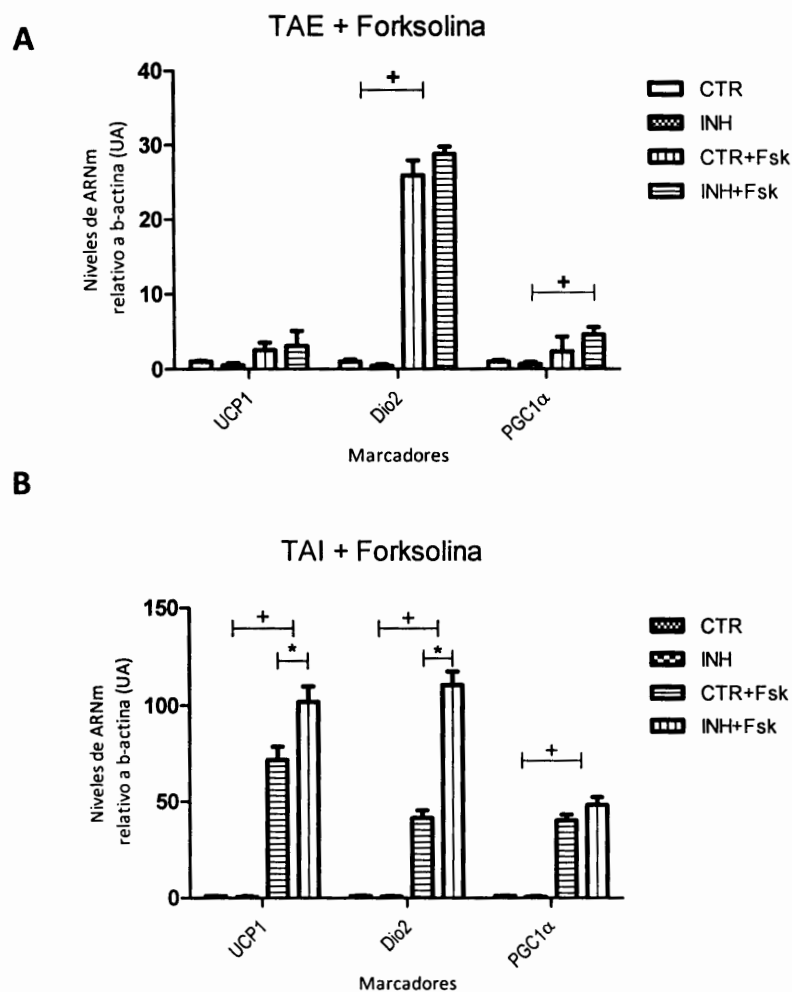 A
TAE + Forksolina
Niveles de ARNm
relativo a b-actina (UA)
40
30
20
10
0
+
+
UCP1
Dio2
PGC1α
Marcadores
CTR
INH
CTR+Fsk
INH+Fsk
B
TAI + Forksolina
Niveles de ARNm
relativo a b-actina (UA)
150
100
50
0
+
*
+
*
+
UCP1
Dio2
PGC1α
Marcadores
CTR
INH
CTR+Fsk
INH+Fsk